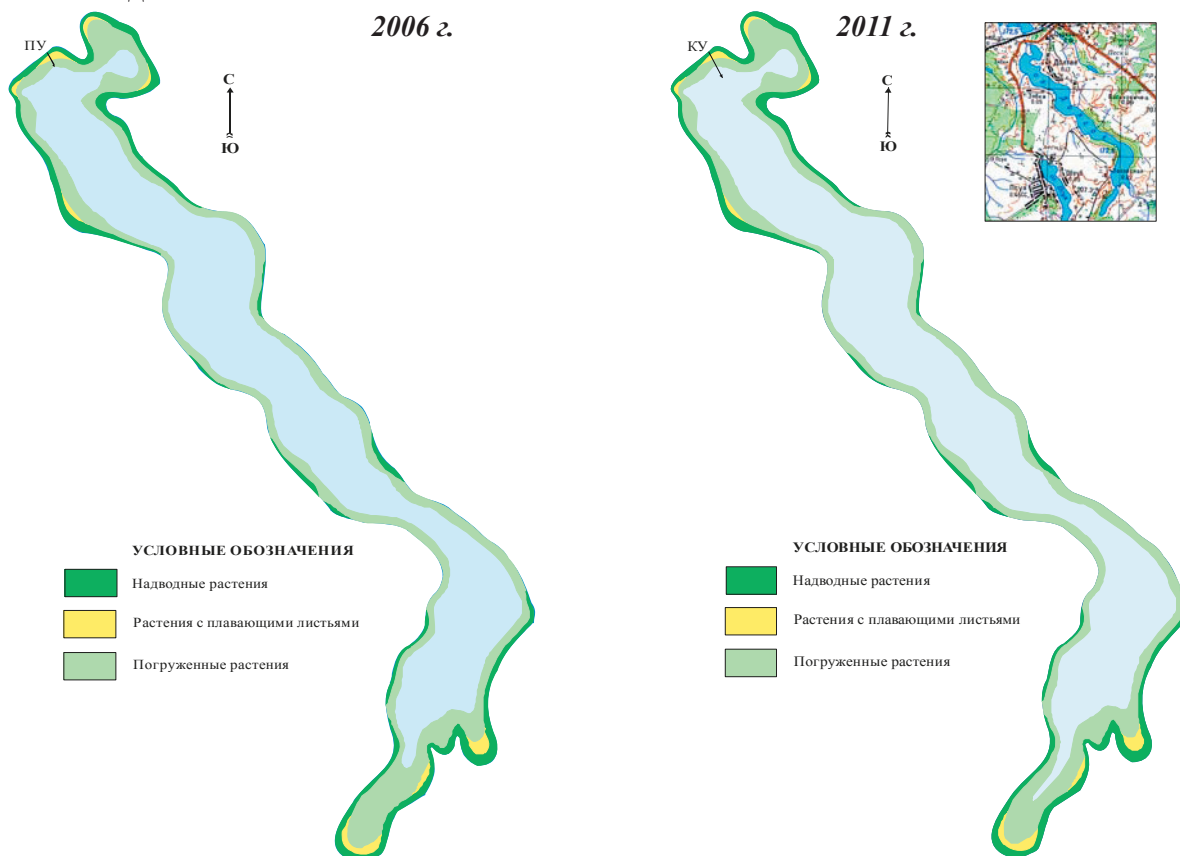 2006 г.
ПУ
С
Ю
УСЛОВНЫЕ ОБОЗНАЧЕНИЯ
Надводные растения
Растения с плавающими листьями
Погруженные растения
2011 г.
КУ
С
Ю
УСЛОВНЫЕ ОБОЗНАЧЕНИЯ
Надводные растения
Растения с плавающими листьями
Погруженные растения